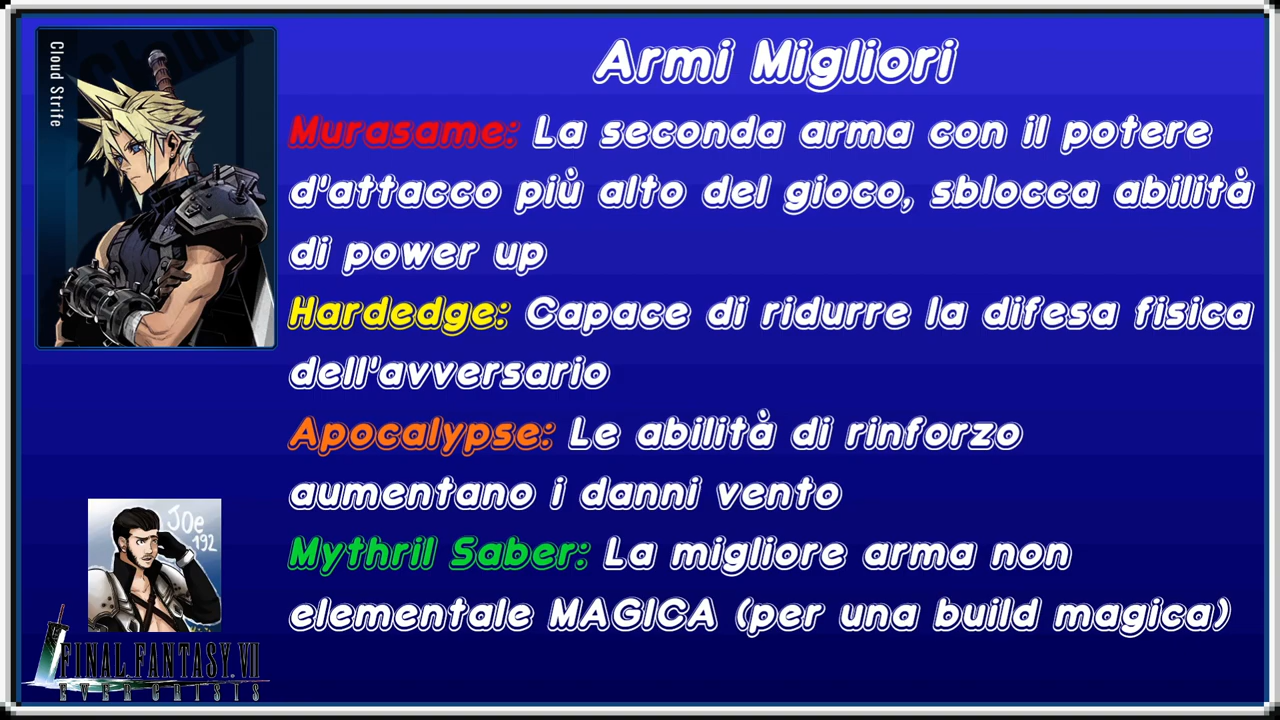 Cloud Strife
Armi Migliori
Murasame: La seconda arma con il potere
d'attacco più alto del gioco, sblocca abilità
di power up
Hardedge: Capace di ridurre la difesa fisica
dell'avversario
Apocalypse: Le abilità di rinforzo
aumentano i danni vento
Mythril Saber: La migliore arma non
elementale MAGICA (per una build magica)
JOe
192
FINAL FANTASY VII
EVER CRISIS